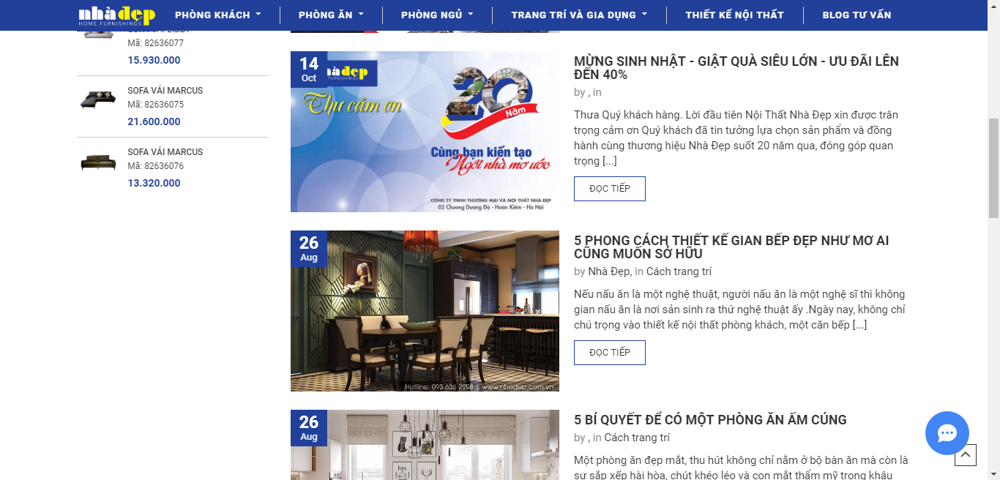 nhàđẹp
HOME FURNISHINGS
PHÒNG KHÁCH
PHÒNG ĂN
PHÒNG NGỦ
TRANG TRÍ VÀ GIA DỤNG
THIẾT KẾ NỘI THẤT
BLOG TƯ VẤN
Mã: 82636077
15.930.000
SOFA VẢI MARCUS
Mã: 82636075
21.600.000
SOFA VẢI MARCUS
Mã: 82636076
13.320.000
14
Oct
Thư cảm ơn
20
Năm
Cùng bạn kiến tạo
Ngôi nhà mơ ước
CÔNG TY TNHH THƯƠNG MẠI VÀ NỘI THẤT NHÀ ĐẸP
02 Chương Dương Độ - Hoàn Kiếm - Hà Nội
MỪNG SINH NHẬT - GIẬT QUÀ SIÊU LỚN - ƯU ĐÃI LÊN
ĐẾN 40%
by , in
Thưa Quý khách hàng. Lời đầu tiên Nội Thất Nhà Đẹp xin được trân
trọng cảm ơn Quý khách đã tin tưởng lựa chọn sản phẩm và đồng
hành cùng thương hiệu Nhà Đẹp suốt 20 năm qua, đóng góp quan
trọng [...]
ĐỌC TIẾP
26
Aug
Hotline: 093 636 2998 | www.nhadep.com.vn
5 PHONG CÁCH THIẾT KẾ GIAN BẾP ĐẸP NHƯ MƠ AI
CŨNG MUỐN SỞ HỮU
by Nhà Đẹp, in Cách trang trí
Nếu nấu ăn là một nghệ thuật, người nấu ăn là một nghệ sĩ thì không
gian nấu ăn là nơi sản sinh ra thứ nghệ thuật ấy .Ngày nay, không chỉ
chú trọng vào thiết kế nội thất phòng khách, một căn bếp [...]
ĐỌC TIẾP
26
Aug
5 BÍ QUYẾT ĐỂ CÓ MỘT PHÒNG ĂN ẤM CÚNG
by , in Cách trang trí
Một phòng ăn đẹp mắt, thu hút không chỉ nằm ở bộ bàn ăn mà còn là
sự sắp xếp hài hòa, chút khéo léo và con mắt thẩm mỹ trong khâu